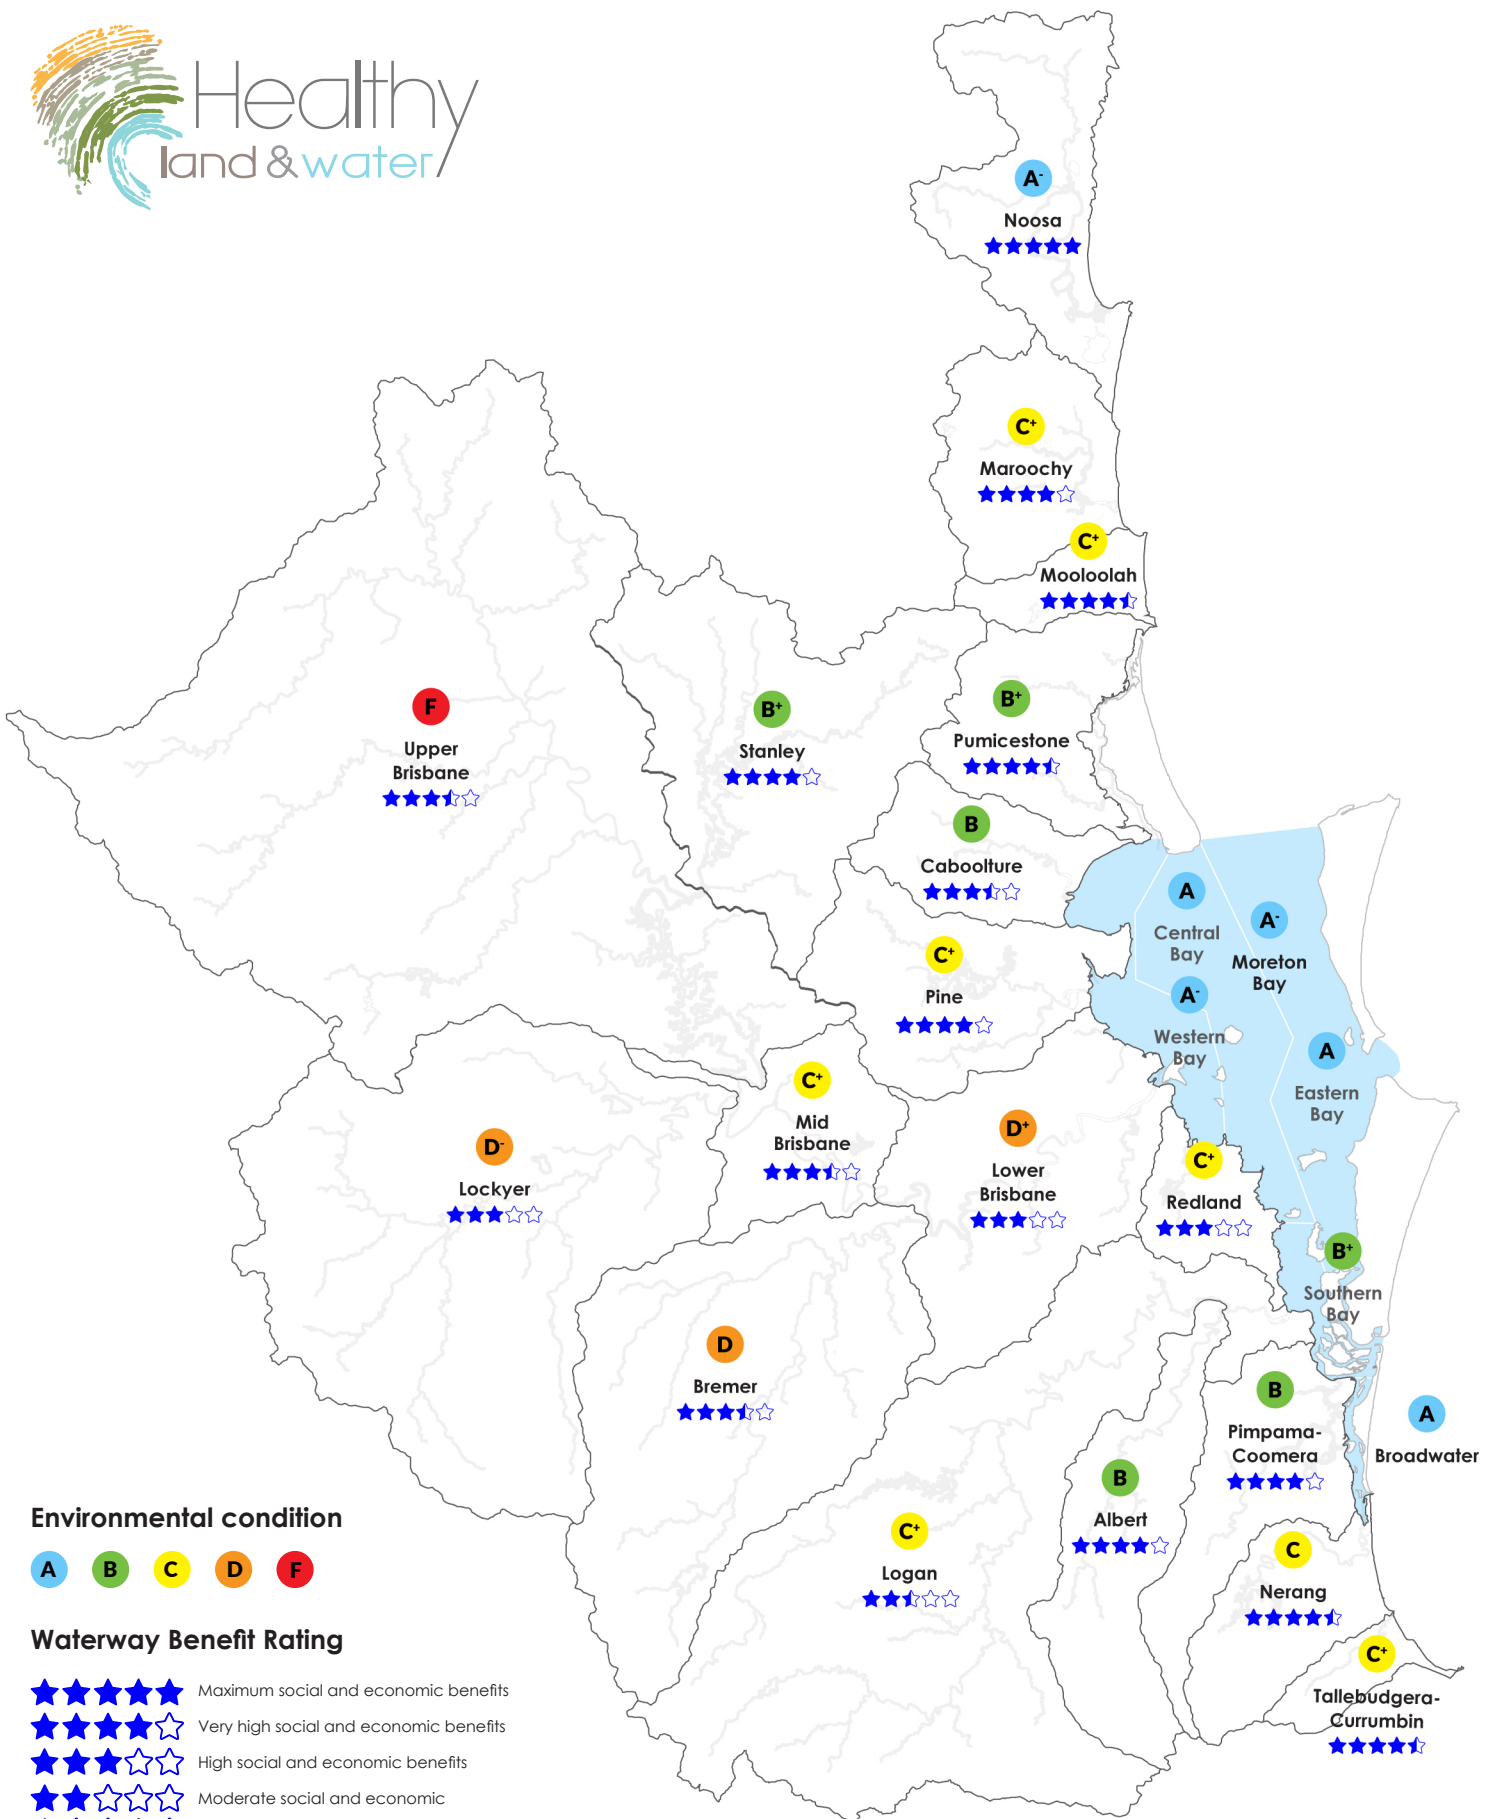 Healthy
land & water
A-
Noosa
C+
Maroochy
C+
Mooloolah
F
Upper
Brisbane
B+
Stanley
B+
Pumicestone
B
Caboolture
C+
Pine
A
Central
Bay
A-
Moreton
Bay
A-
Western
Bay
A
Eastern
Bay
C+
Mid
Brisbane
D+
Lower
Brisbane
D-
Lockyer
C+
Redland
B+
Southern
Bay
D
Bremer
B
Pimpama-
Coomera
A
Broadwater
B
Albert
C+
Logan
C
Nerang
C+
Tallebudgera-
Currumbin
Environmental condition
A B C D F
Waterway Benefit Rating
Maximum social and economic benefits
Very high social and economic benefits
High social and economic benefits
Moderate social and economic